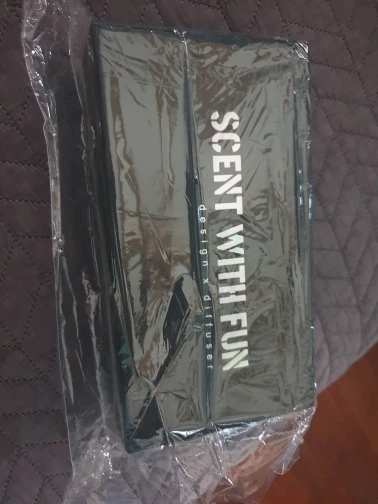 SCENT WITH FUN
design x diffuser